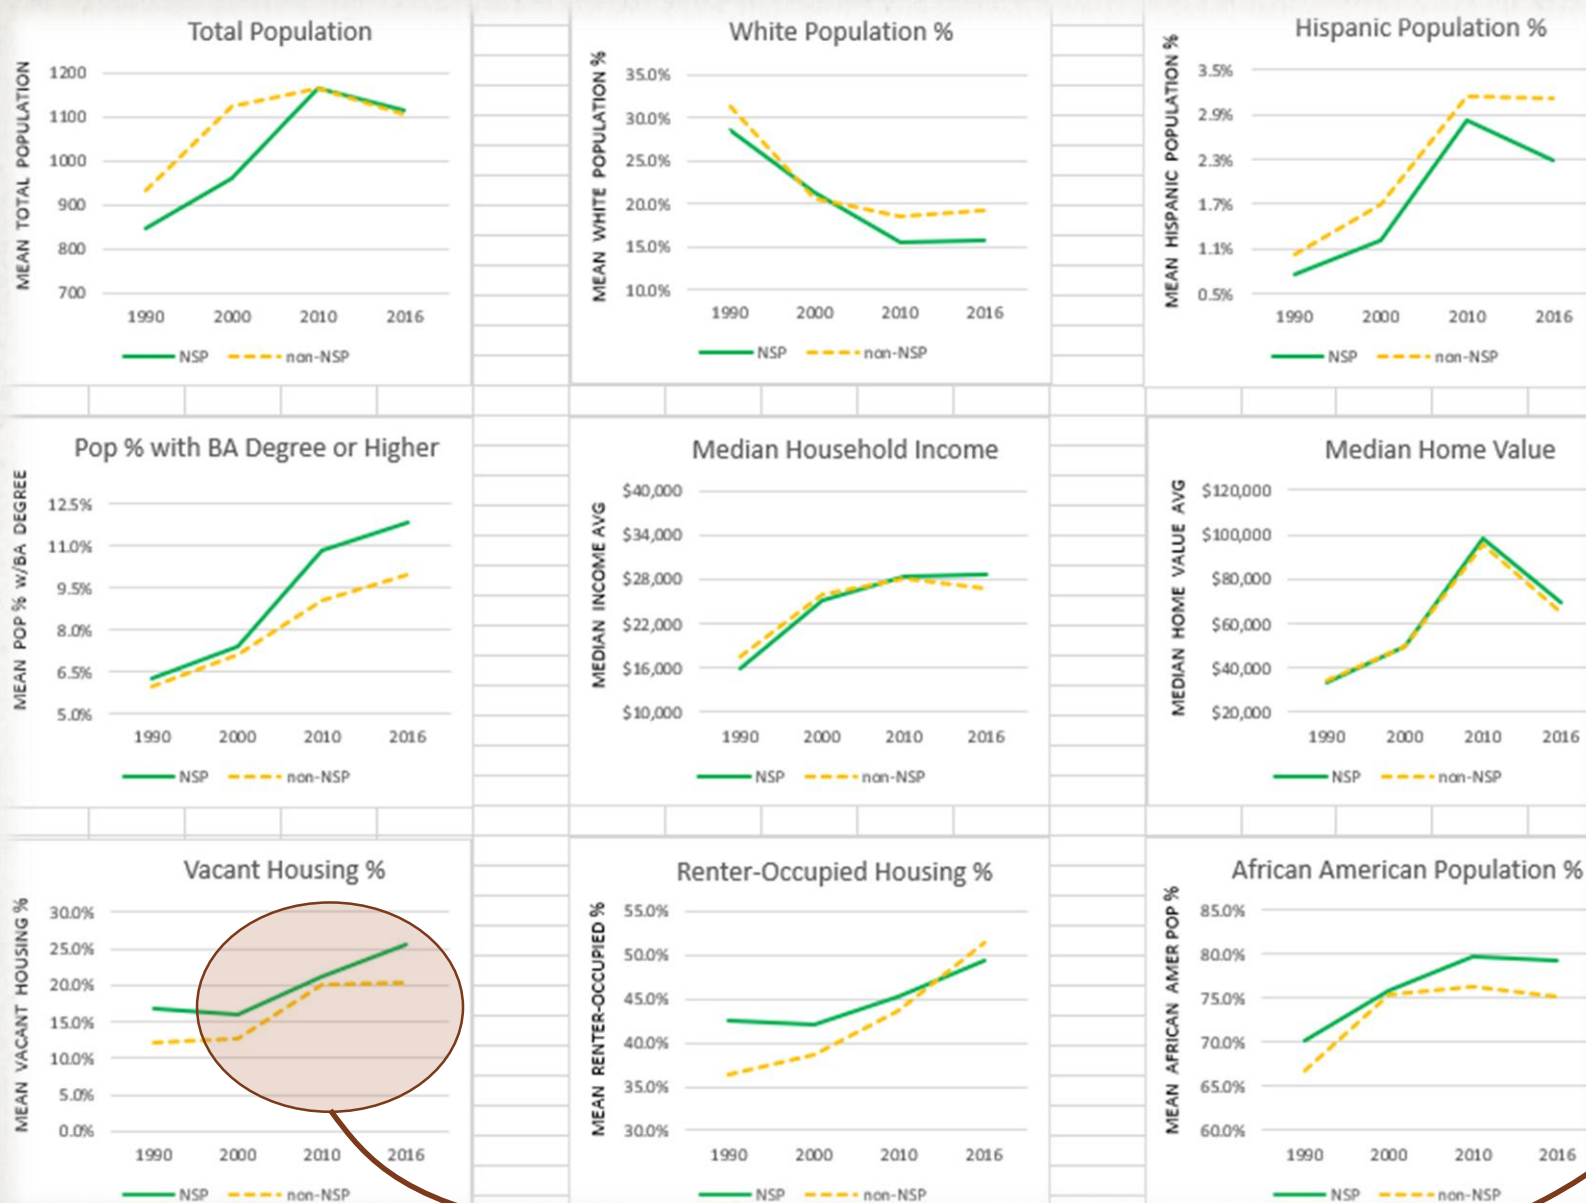 Total Population
MEAN TOTAL POPULATION
1200
1100
1000
900
800
700
1990 2000 2010 2016
NSP non-NSP
White Population %
MEAN WHITE POPULATION %
35.0%
30.0%
25.0%
20.0%
15.0%
10.0%
1990 2000 2010 2016
NSP non-NSP
Hispanic Population %
MEAN HISPANIC POPULATION %
3.5%
2.9%
2.3%
1.7%
1.1%
0.5%
1990 2000 2010 2016
NSP non-NSP
Pop % with BA Degree or Higher
MEAN POP % w/BA DEGREE
12.5%
11.0%
9.5%
8.0%
6.5%
5.0%
1990 2000 2010 2016
NSP non-NSP
Median Household Income
MEDIAN INCOME AVG
$40,000
$34,000
$28,000
$22,000
$16,000
$10,000
1990 2000 2010 2016
NSP non-NSP
Median Home Value
MEDIAN HOME VALUE AVG
$120,000
$100,000
$80,000
$60,000
$40,000
$20,000
1990 2000 2010 2016
NSP non-NSP
Vacant Housing %
MEAN VACANT HOUSING %
30.0%
25.0%
20.0%
15.0%
10.0%
5.0%
0.0%
1990 2000 2010 2016
NSP non-NSP
Renter-Occupied Housing %
MEAN RENTER-OCCUPIED %
55.0%
50.0%
45.0%
40.0%
35.0%
30.0%
1990 2000 2010 2016
NSP non-NSP
African American Population %
MEAN AFRICAN AMER POP %
85.0%
80.0%
75.0%
70.0%
65.0%
60.0%
1990 2000 2010 2016
NSP non-NSP